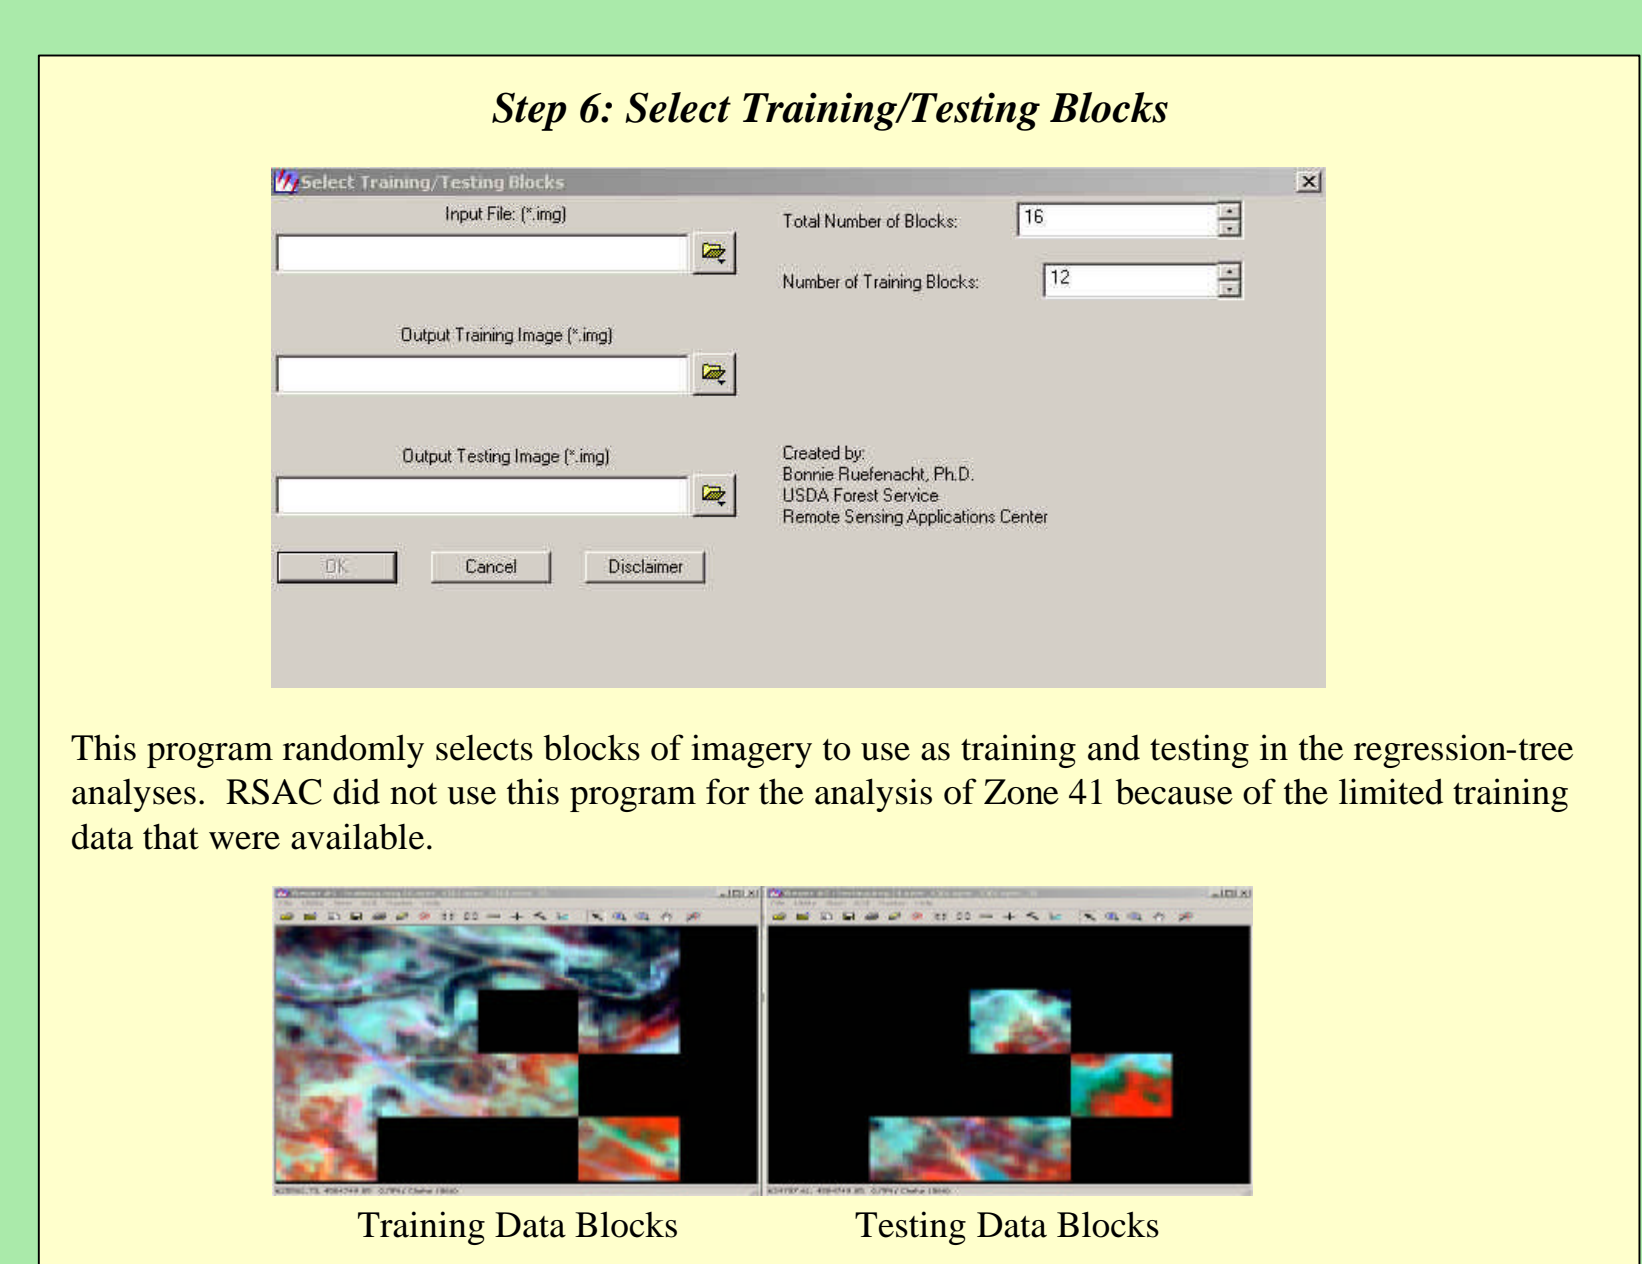 Step 6: Select Training/Testing Blocks
Select Training/Testing Blocks
Input File: (*.img)
Total Number of Blocks:
16
Number of Training Blocks:
12
Output Training Image (*.img)
Output Testing Image (*.img)
Created by:
Bonnie Ruefenacht, Ph.D.
USDA Forest Service
Remote Sensing Applications Center
OK
Cancel
Disclaimer
This program randomly selects blocks of imagery to use as training and testing in the regression-tree
analyses. RSAC did not use this program for the analysis of Zone 41 because of the limited training
data that were available.
Training Data Blocks
Testing Data Blocks